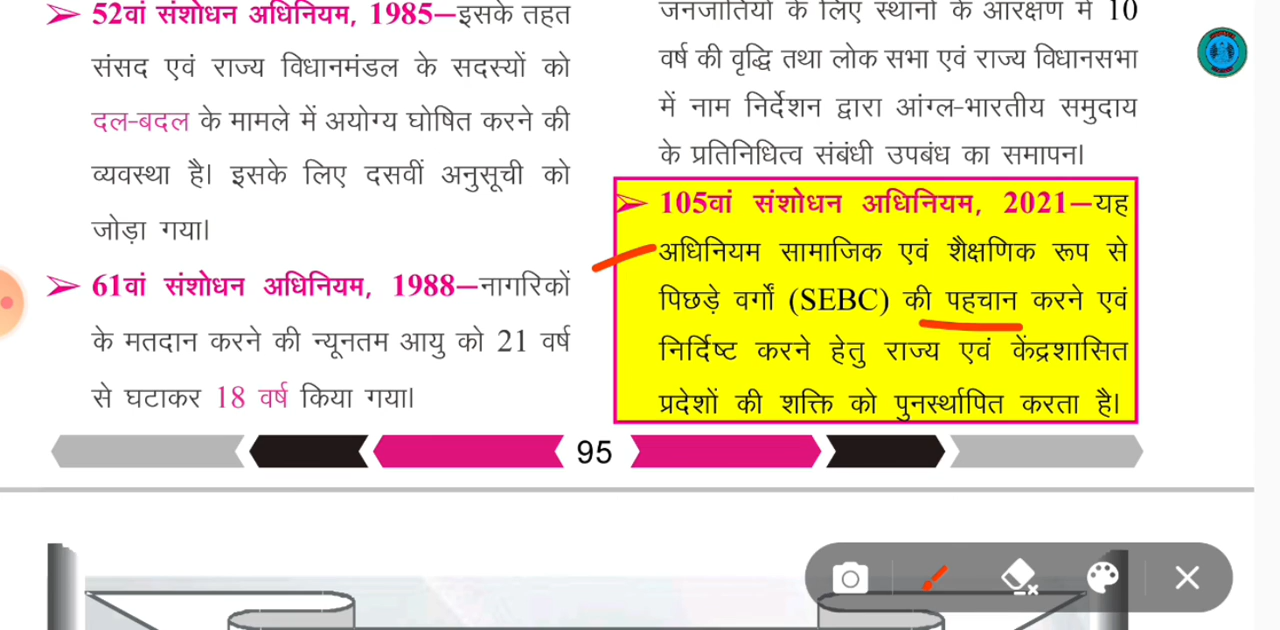 ➢ 52वां संशोधन अधिनियम, 1985—इसके तहत
संसद एवं राज्य विधानमंडल के सदस्यों को
दल-बदल के मामले में अयोग्य घोषित करने की
व्यवस्था है। इसके लिए दसवीं अनुसूची को
जोड़ा गया।
➢ 61वां संशोधन अधिनियम, 1988—नागरिकों
के मतदान करने की न्यूनतम आयु को 21 वर्ष
से घटाकर 18 वर्ष किया गया।
जनजातियों के लिए स्थानों के आरक्षण में 10
वर्ष की वृद्धि तथा लोक सभा एवं राज्य विधानसभा
में नाम निर्देशन द्वारा आंग्ल-भारतीय समुदाय
के प्रतिनिधित्व संबंधी उपबंध का समापन।
➢ 105वां संशोधन अधिनियम, 2021—यह
अधिनियम सामाजिक एवं शैक्षणिक रूप से
पिछड़े वर्गों (SEBC) की पहचान करने एवं
निर्दिष्ट करने हेतु राज्य एवं केंद्रशासित
प्रदेशों की शक्ति को पुनर्स्थापित करता है।
95